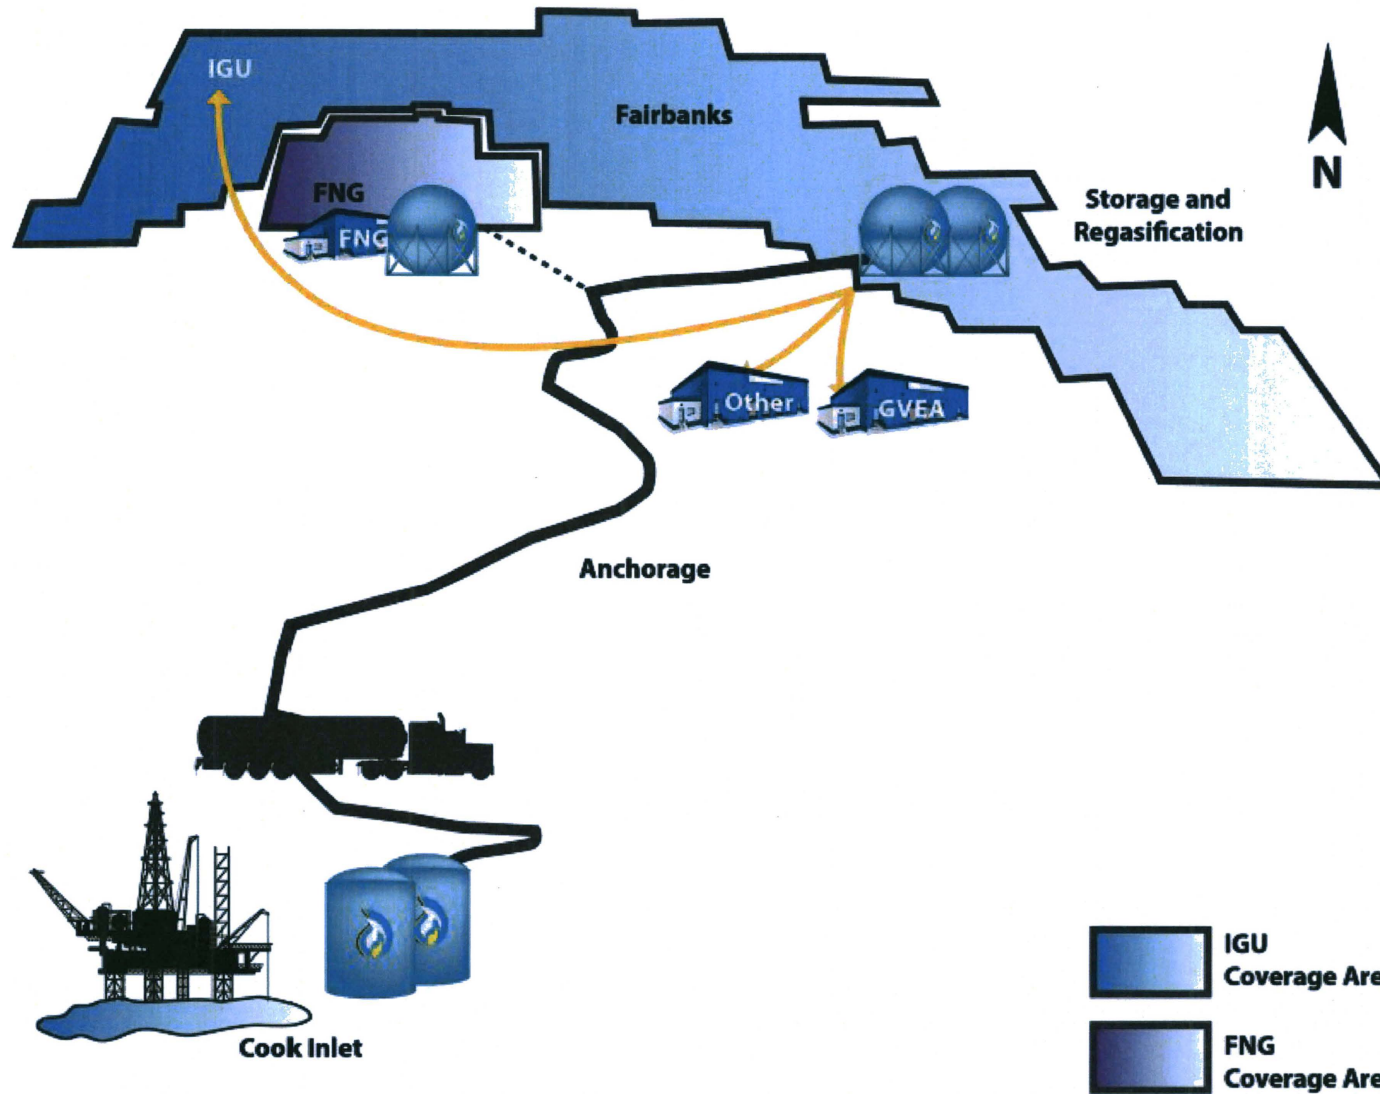 IGU
Fairbanks
N
FNG
FNG
Storage and
Regasification
Other
GVEA
Anchorage
Cook Inlet
IGU
Coverage Are
FNG
Coverage Are